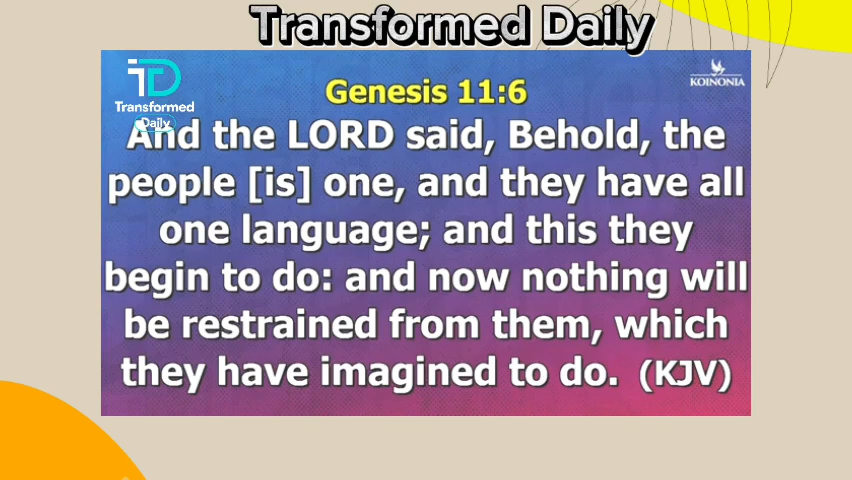 Transformed Daily
iTD
Transformed
Daily
KOINONIA
Genesis 11:6
And the LORD said, Behold, the
people [is] one, and they have all
one language; and this they
begin to do: and now nothing will
be restrained from them, which
they have imagined to do. (KJV)